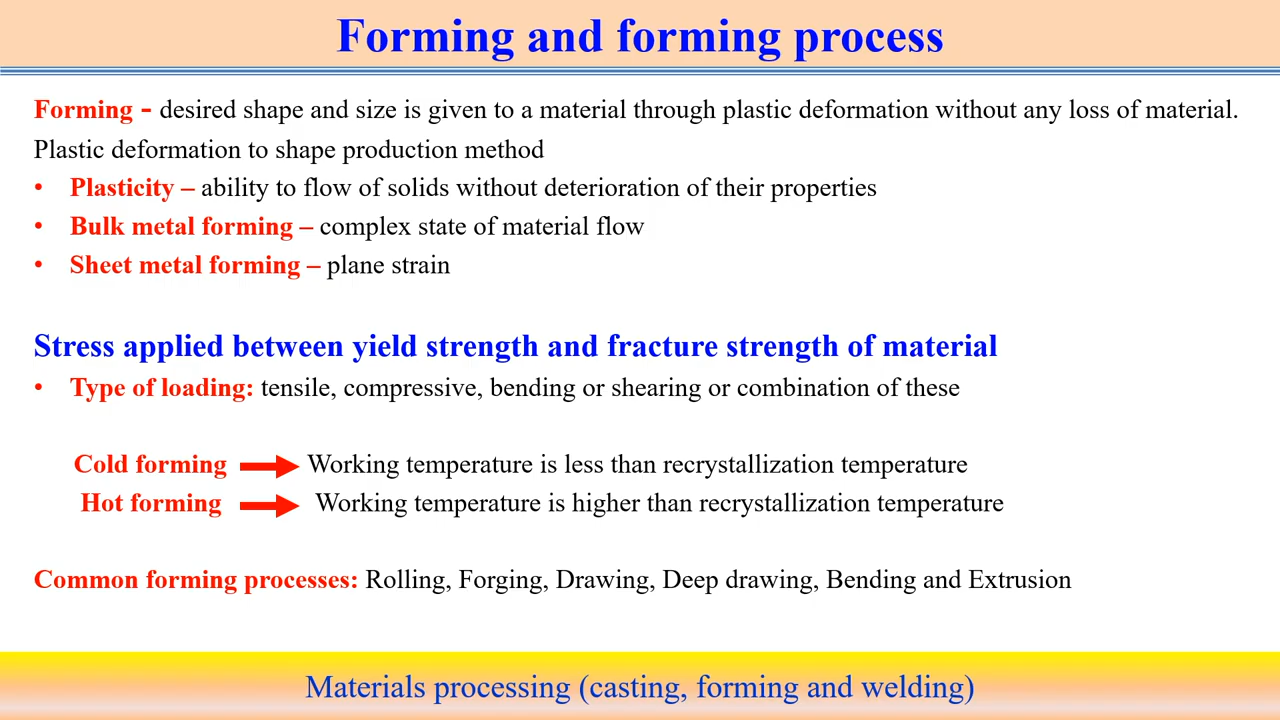 Forming and forming process
Forming - desired shape and size is given to a material through plastic deformation without any loss of material.
Plastic deformation to shape production method
• Plasticity – ability to flow of solids without deterioration of their properties
• Bulk metal forming – complex state of material flow
• Sheet metal forming – plane strain
Stress applied between yield strength and fracture strength of material
• Type of loading: tensile, compressive, bending or shearing or combination of these
Cold forming Working temperature is less than recrystallization temperature
Hot forming Working temperature is higher than recrystallization temperature
Common forming processes: Rolling, Forging, Drawing, Deep drawing, Bending and Extrusion
Materials processing (casting, forming and welding)